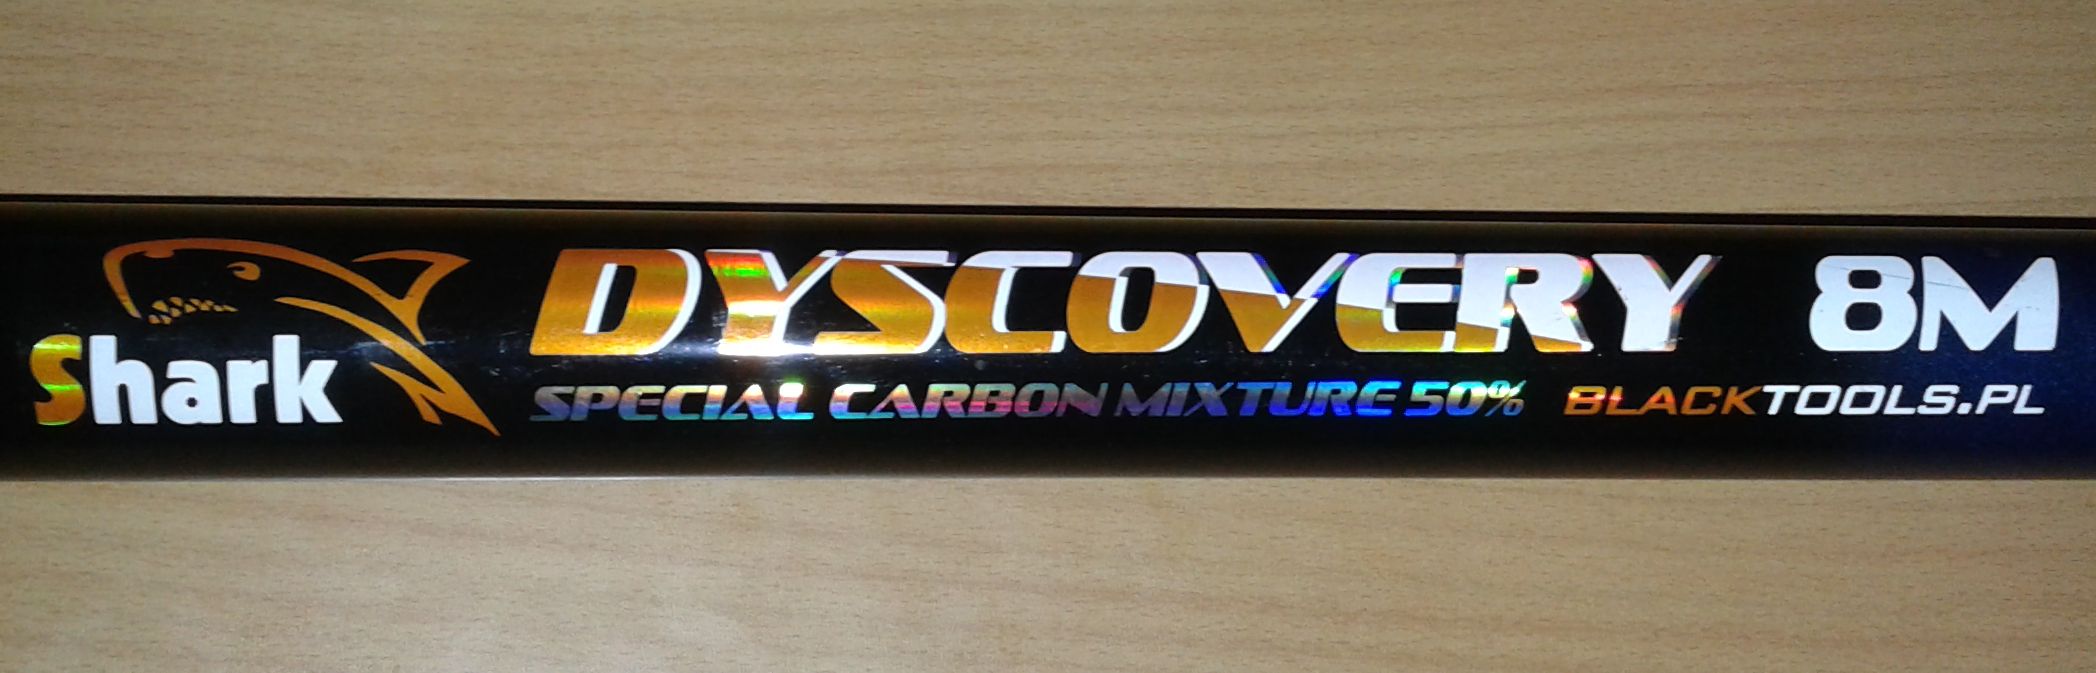 Shark
DYSCOVERY 8M
SPECIAL CARBON MIXTURE 50% BLACKTOOLS.PL